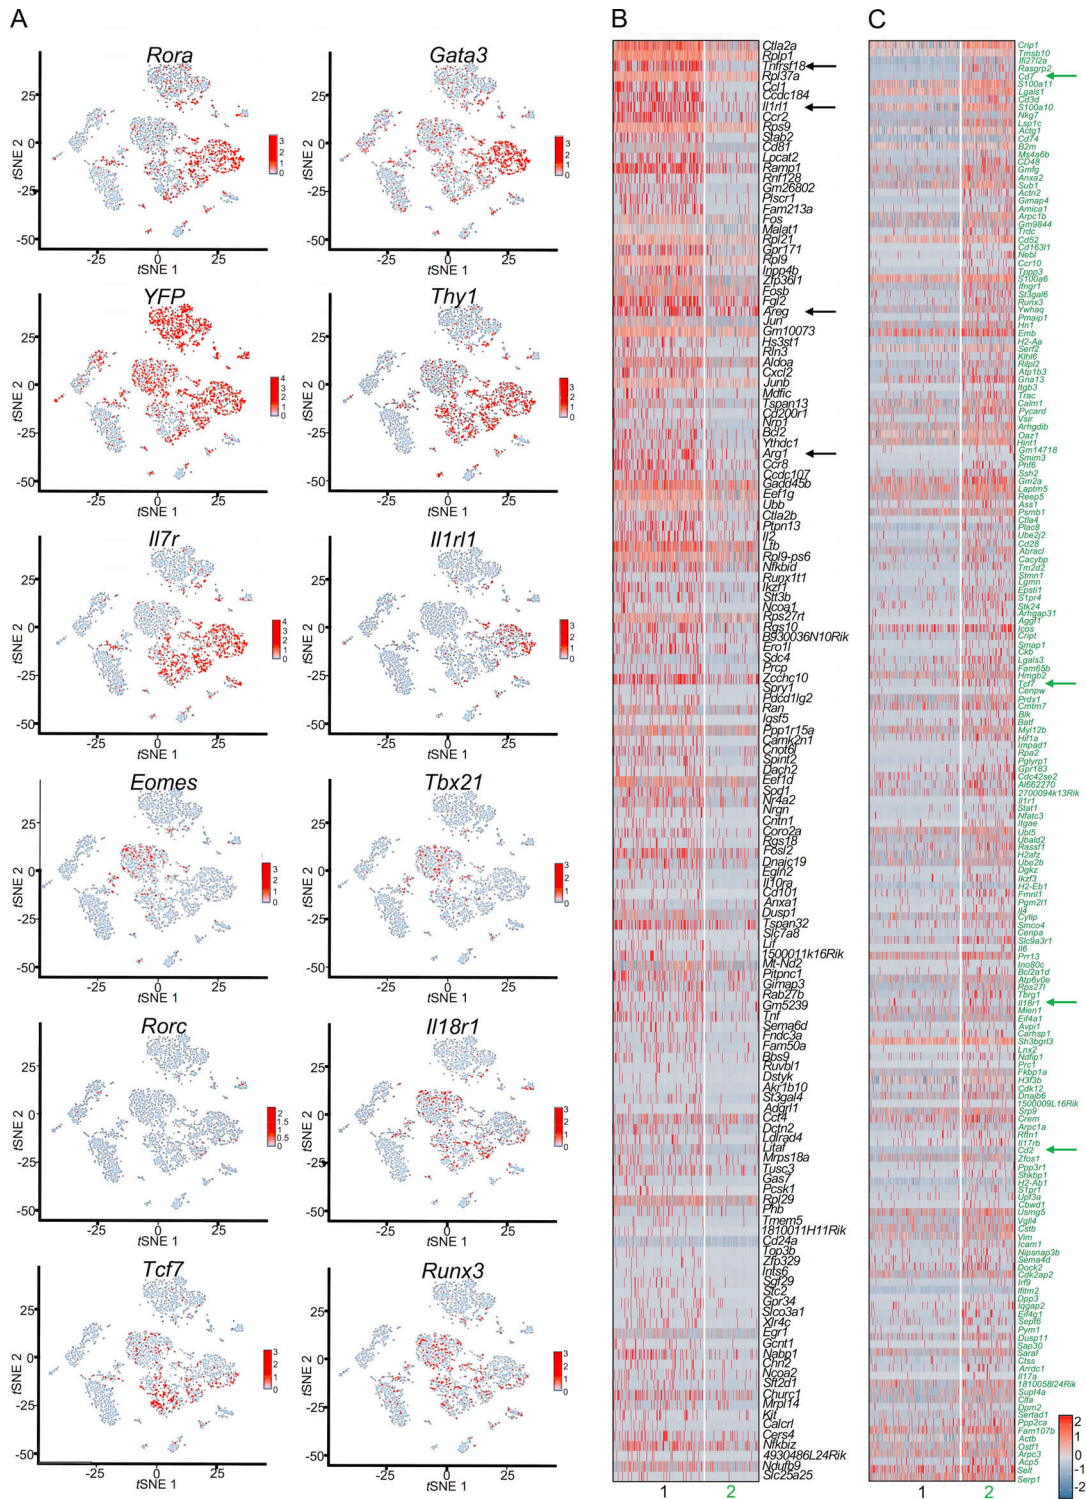 A
B
C
Rora
Gata3
YFP
Thy1
Il7r
Il1rl1
Eomes
Tbx21
Rorc
Il18r1
Tcf7
Runx3
tSNE 1
tSNE 2
Ctla2a
Rplp1
Tnfrsf18
Rpl37a
Ccl1
Ccdc184
Il1rl1
Ccr2
Rps9
Stab2
Cd81
Lpcat2
Ramp1
Rnf128
Gm26802
Plscr1
Fam213a
Fos
Malat1
Rpl21
Gpr171
Rpl9
Inpp4b
Zfp36l1
Fosb
Fgl2
Areg
Jun
Gm10073
Hs3st1
Rln3
Aldoa
Cxcl2
Junb
Mdfic
Tspan13
Cd200r1
Nrp1
Bcl2
Ythdc1
Arg1
Ccr8
Ccdc107
Gadd45b
Eef1g
Ubb
Ctla2b
Ptpn13
Il2
Ltb
Rpl9-ps6
Nfkbid
Runx1t1
Ikzf1
Stt3b
Ncoa1
Rps27rt
Rgs10
B930036N10Rik
Ero1l
Sdc4
Prcp
Zcchc10
Spry1
Pdcd1lg2
Ran
Igsf5
Ppp1r15a
Camk2n1
Cnot6l
Spint2
Dach2
Eef1d
Sod1
Nr4a2
Nrgn
Cntn1
Coro2a
Rgs18
Fosl2
Dnajc19
Egln2
Il10ra
Cd101
Anxa1
Dusp1
Tspan32
Slc7a8
Lif
1500011k16Rik
Mt-Nd2
Pitpnc1
Gimap3
Rab27b
Gm5239
Tnf
Sema6d
Fndc3a
Fam50a
Bbs9
Ruvbl1
Dstyk
Akr1b10
St3gal4
Adgrl1
Ccr4
Dctn2
Ldlrad4
Litaf
Mrps18a
Tusc3
Gas7
Pcsk1
Rpl29
Phb
Tmem5
1810011H11Rik
Cd24a
Top3b
Zfp329
Ints6
Sgf29
Stc2
Gpr34
Slco3a1
Xlr4c
Egr1
Gcnt1
Nabp1
Chn2
Ncoa2
Sft2d1
Churc1
Mrpl14
Kit
Calcrl
Cers4
Nfkbiz
4930486L24Rik
Ndufb9
Slc25a25
1 2
Crip1
Tmsb10
Ifi27l2a
Rasgrp2
Cd7
S100a11
Lgals1
Cd3d
S100a10
Nkg7
Lsp1c
Actg1
Cd74
B2m
Ms4a6b
CD48
Gmfg
Anxa2
Sub1
Actn2
Gimap4
Amica1
Arpc1b
Gm9844
Trdc
Cd52
Cd163l1
Nebl
Ccr10
Tppp3
S100a6
Ifngr1
St3gal6
Runx3
Ywhaq
Pmaip1
Hn1
Emb
H2-Aa
Serf2
Klhl6
Rilpl2
Atp1b3
Gna13
Itgb3
Trac
Calm1
Pycard
Vsir
Arhgdib
Oaz1
Hint1
Gm14718
Smim3
Phf6
Ssh2
Gm2a
Laptm5
Reep5
Ass1
Psmb1
Ctla4
Plac8
Ube2j2
Cd28
Abracl
Cacybp
Tm2d2
Stmn1
Lgmn
Epsti1
S1pr4
Stk24
Arhgap31
Aggf1
Icos
Cript
Smap1
Ckb
Lgals3
Fam65b
Hmgb2
Tcf7
Cenpw
Prdx1
Cmtm7
Blk
Batf
Myl12b
Hif1a
Impad1
Rpa2
Pglyrp1
Gpr183
Cdc42se2
AI662270
2700094k13Rik
Il1r1
Stat1
Nfatc3
Itgae
Ubl5
Ubald2
Rassf1
H2afz
Ube2b
Dgkz
Ikzf3
H2-Eb1
Fmnl1
Pgm2l1
Il4
Cytip
Smco4
Cenpa
Slc9a3r1
Il6
Prr13
Ino80c
Bcl2a1d
Atp6v0e
Rps27l
Tbrg1
Il18r1
Mien1
Eif4a1
Avpi1
Carhsp1
Sh3bgrl3
Lnx2
Ndfip1
Prc1
Fkbp1a
H3f3b
Cdk12
Dnajb6
1500009L16Rik
Srp9
Crem
Arpc1a
Rftn1
Il17rb
Cd2
Zfos1
Ppp3r1
Shkbp1
H2-Ab1
S1pr1
Upf3a
Cbwd1
Usmg5
Vgll4
Cstb
Vim
Icam1
Nipsnap3b
Sema4d
Dock2
Cdk2ap2
Irf9
Ifitm2
Dpp3
Iqgap2
Eif4g1
Sept6
Pym1
Dusp11
Sap30
Saraf
Ctss
Arrdc1
Il17a
1810058I24Rik
Supt4a
Clta
Dpm2
Sertad1
Ppp2ca
Fam107b
Actb
Ostf1
Arpc3
Acp5
Selt
Serp1
1 2
2
1
0
-1
-2